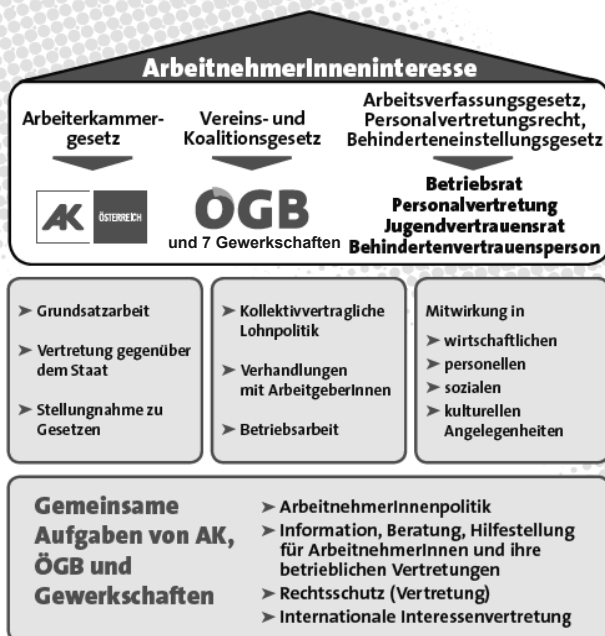 ArbeitnehmerInneninteresse
Arbeiterkammer-
gesetz
AK ÖSTERREICH
Vereins- und
Koalitionsgesetz
ÖGB
und 7 Gewerkschaften
Arbeitsverfassungsgesetz,
Personalvertretungsrecht,
Behinderteneinstellungsgesetz
Betriebsrat
Personalvertretung
Jugendvertrauensrat
Behindertenvertrauensperson
➤ Grundsatzarbeit
➤ Vertretung gegenüber
dem Staat
➤ Stellungnahme zu
Gesetzen
➤ Kollektivvertragliche
Lohnpolitik
➤ Verhandlungen
mit ArbeitgeberInnen
➤ Betriebsarbeit
Mitwirkung in
➤ wirtschaftlichen
➤ personellen
➤ sozialen
➤ kulturellen
Angelegenheiten
Gemeinsame
Aufgaben von AK,
ÖGB und
Gewerkschaften
➤ ArbeitnehmerInnenpolitik
➤ Information, Beratung, Hilfestellung
für ArbeitnehmerInnen und ihre
betrieblichen Vertretungen
➤ Rechtsschutz (Vertretung)
➤ Internationale Interessenvertretung